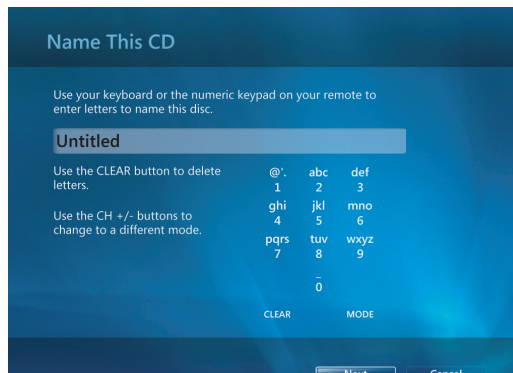 Name This CD
Use your keyboard or the numeric keypad on your remote to
enter letters to name this disc.
Untitled
Use the CLEAR button to delete
letters.
Use the CH +/- buttons to
change to a different mode.
@'. abc def
1 2 3
ghi jkl mno
4 5 6
pqrs tuv wxyz
7 8 9
_
0
CLEAR MODE
Next Cancel